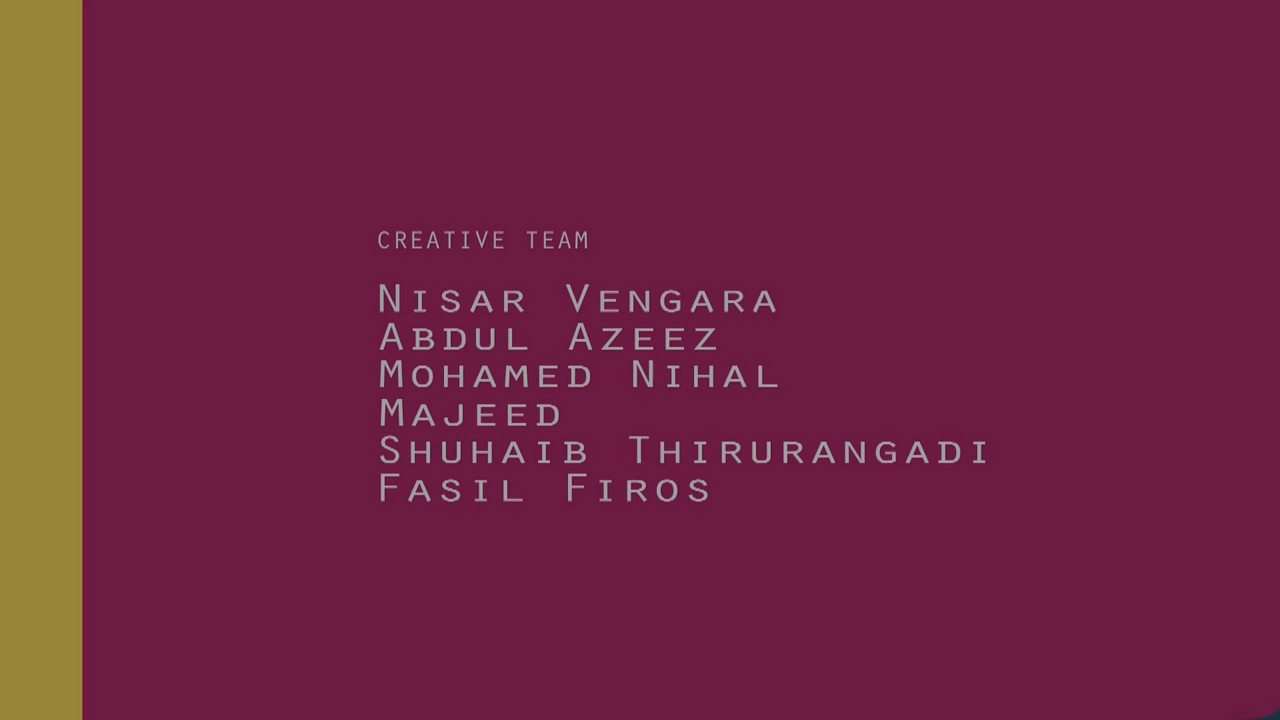 CREATIVE TEAM
Nisar Vengara
Abdul Azeez
Mohamed Nihal
Majeed
Shuhaib Thirurangadi
Fasil Firos